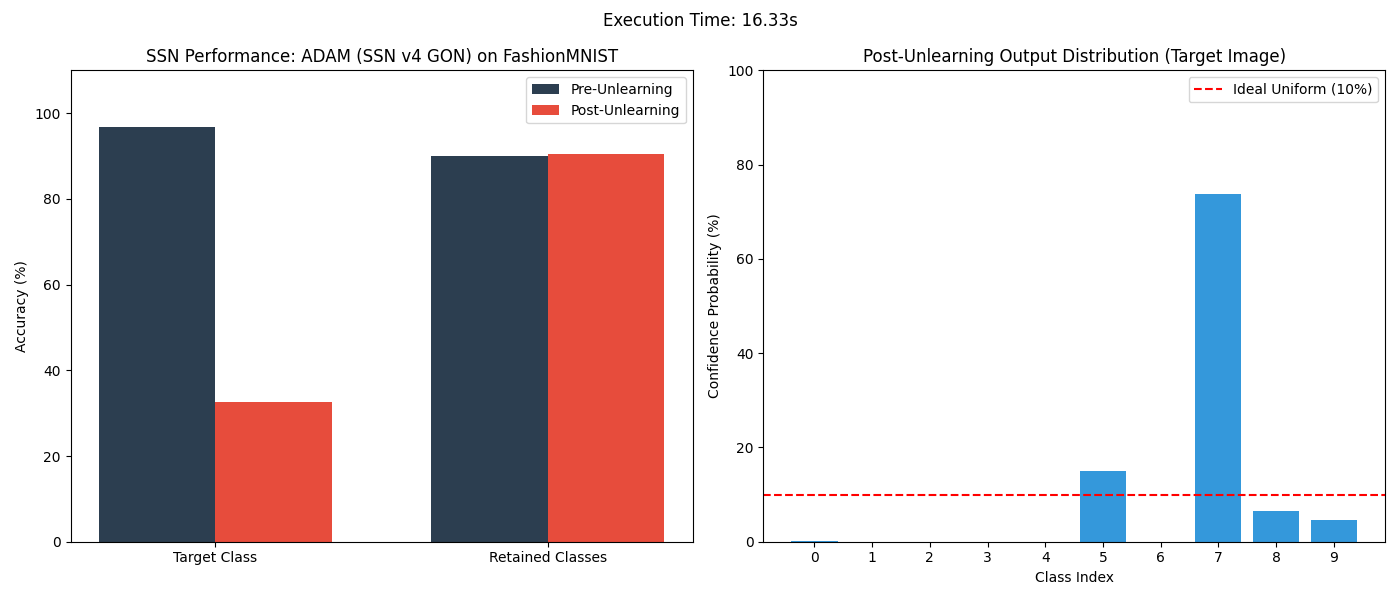 Execution Time: 16.33s
SSN Performance: ADAM (SSN v4 GON) on FashionMNIST
Accuracy (%)
100
80
60
40
20
0
Pre-Unlearning
Post-Unlearning
Target Class
Retained Classes
Post-Unlearning Output Distribution (Target Image)
Confidence Probability (%)
100
80
60
40
20
0
Ideal Uniform (10%)
0 1 2 3 4 5 6 7 8 9
Class Index